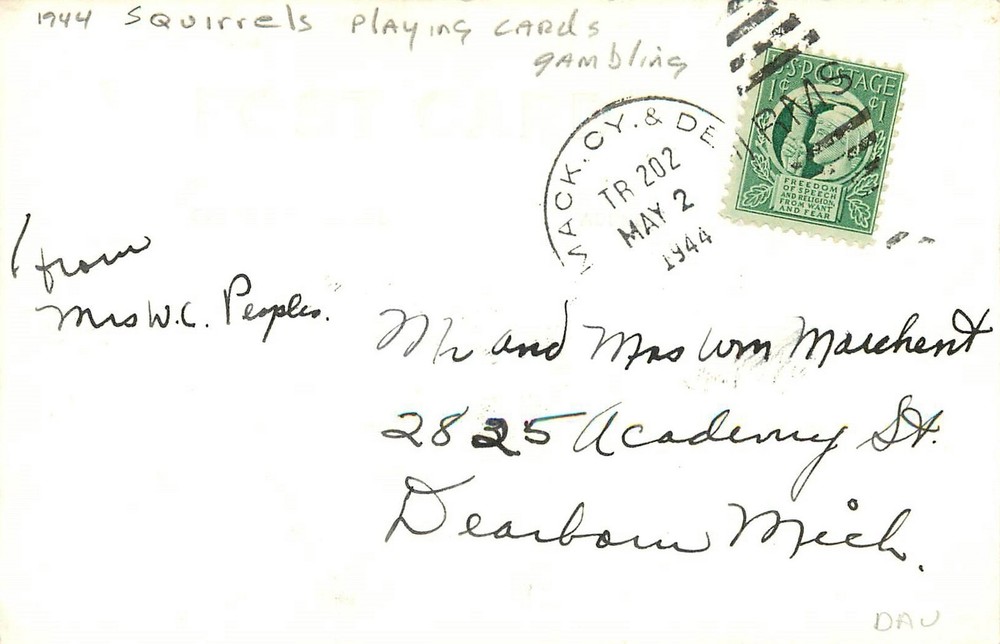 1944 Squirrels Playing Cards
gambling
MACK. CY. & DE
TR 202
MAY 2
1944
RMS
U.S. POSTAGE
1¢ ¢1
FREEDOM
OF SPEECH
AND RELIGION,
FROM WANT
AND FEAR
from
Mrs W.C. Peoples.
Mr and Mrs Wm Marchent
2825 Academy St.
Dearborn Mich.
DAU